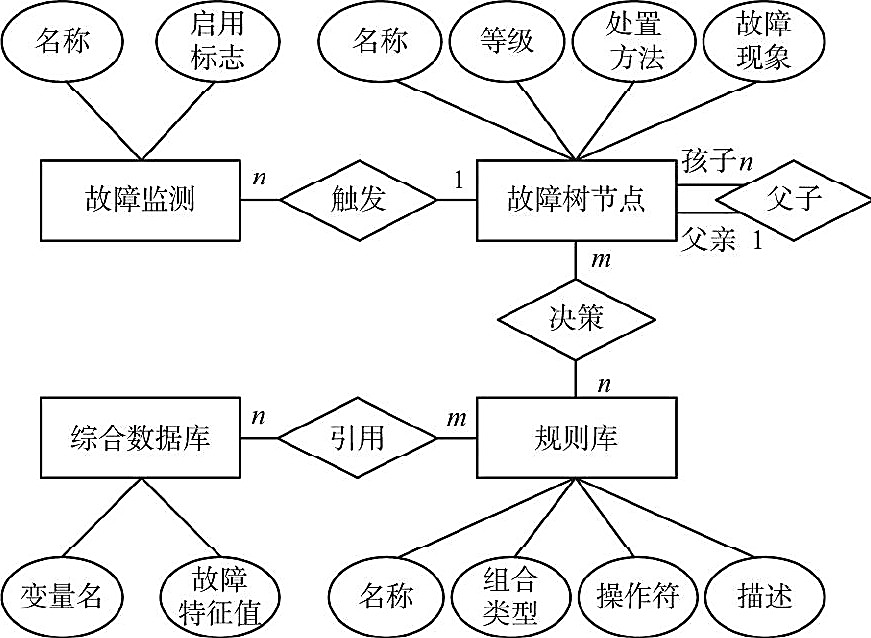 名称
启用
标志
名称
等级
处置
方法
故障
现象
故障监测
n
触发
1
故障树节点
孩子n
父亲 1
父子
m
决策
n
综合数据库
n
引用
m
规则库
变量名
故障
特征值
名称
组合
类型
操作符
描述